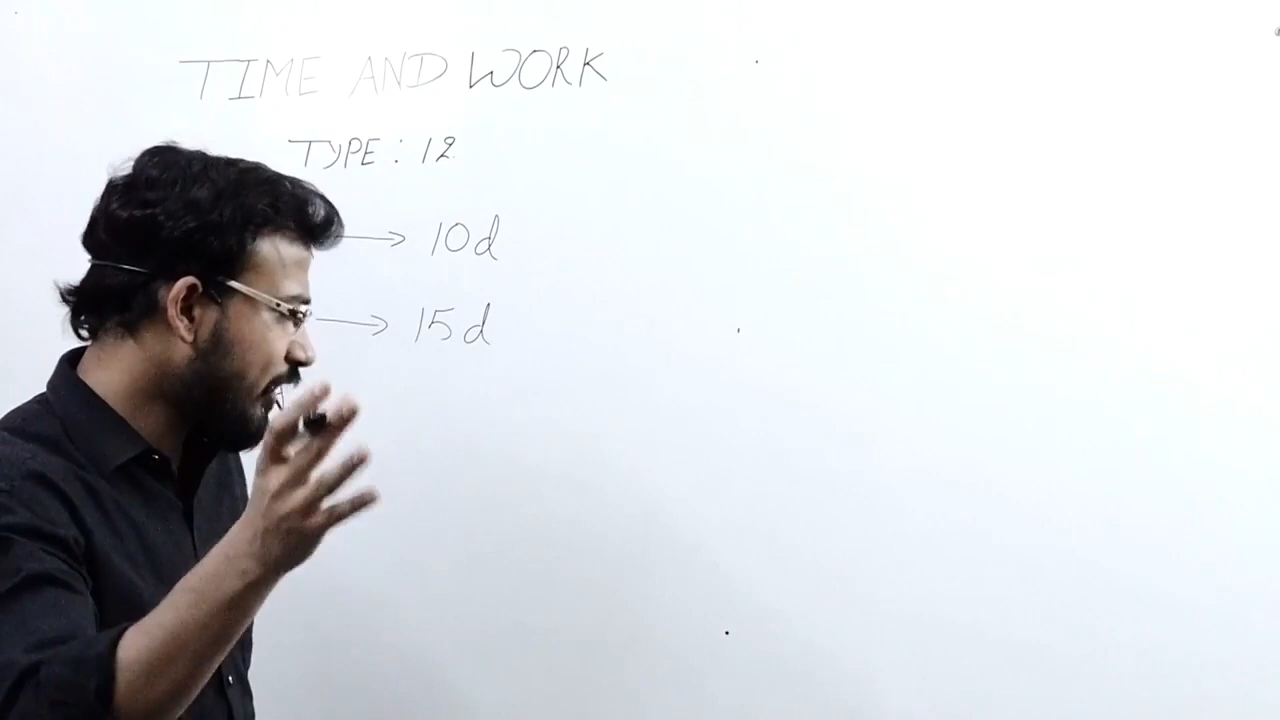 TIME AND WORK
TYPE : 12
→ 10d
→ 15d